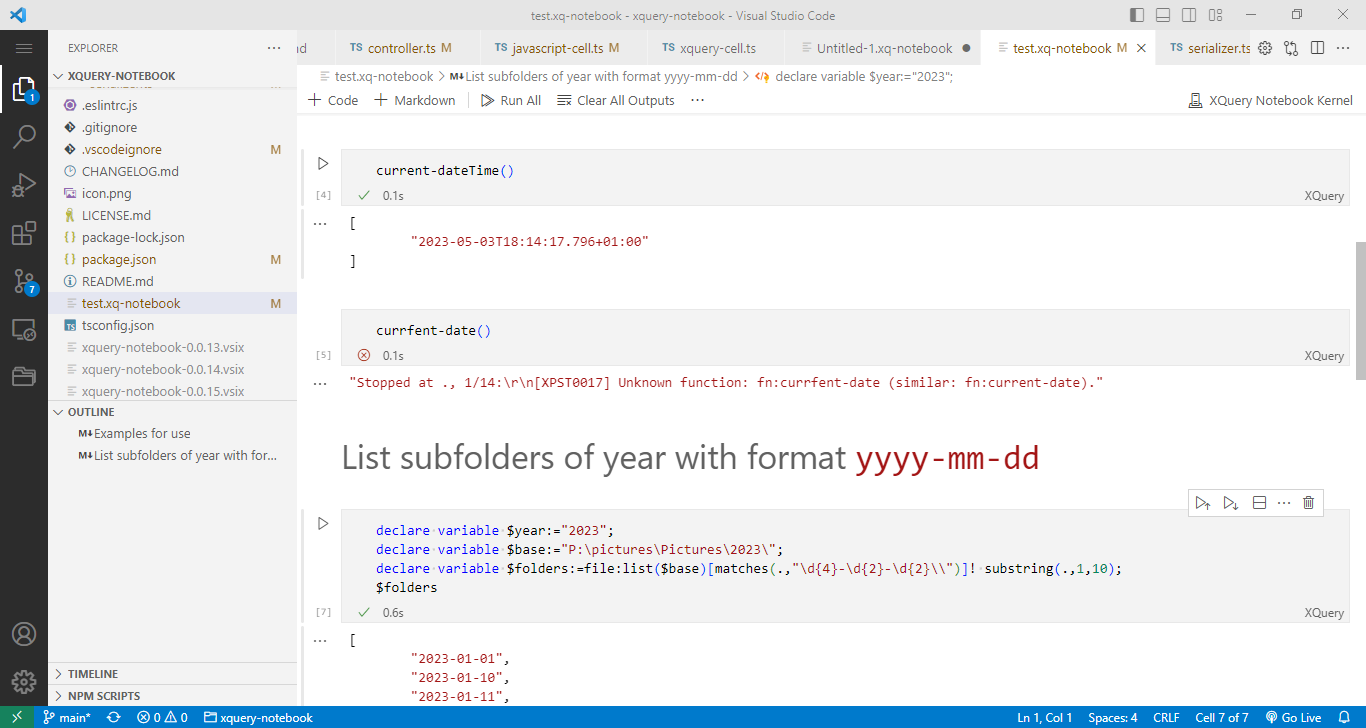 test.xq-notebook - xquery-notebook - Visual Studio Code
EXPLORER
XQUERY-NOTEBOOK
.eslintrc.js
.gitignore
.vscodeignore M
CHANGELOG.md
icon.png
LICENSE.md
package-lock.json
package.json M
README.md
test.xq-notebook M
tsconfig.json
xquery-notebook-0.0.13.vsix
xquery-notebook-0.0.14.vsix
xquery-notebook-0.0.15.vsix
OUTLINE
M↓Examples for use
M↓List subfolders of year with for...
TIMELINE
NPM SCRIPTS
1
7
TS controller.ts M TS javascript-cell.ts M TS xquery-cell.ts Untitled-1.xq-notebook ● test.xq-notebook M TS serializer.ts
test.xq-notebook > M↓List subfolders of year with format yyyy-mm-dd > declare variable $year:="2023";
+ Code + Markdown Run All Clear All Outputs ··· XQuery Notebook Kernel
current-dateTime()
[4] ✓ 0.1s XQuery
[
"2023-05-03T18:14:17.796+01:00"
]
currfent-date()
[5] 0.1s XQuery
"Stopped at ., 1/14:\r\n[XPST0017] Unknown function: fn:currfent-date (similar: fn:current-date)."
List subfolders of year with format yyyy-mm-dd
declare variable $year:="2023";
declare variable $base:="P:\pictures\Pictures\2023\";
declare variable $folders:=file:list($base)[matches(.,"\d{4}-\d{2}-\d{2}\\")]! substring(.,1,10);
$folders
[7] ✓ 0.6s XQuery
[
"2023-01-01",
"2023-01-10",
"2023-01-11",
main* 0 0 xquery-notebook Ln 1, Col 1 Spaces: 4 CRLF Cell 7 of 7 Go Live